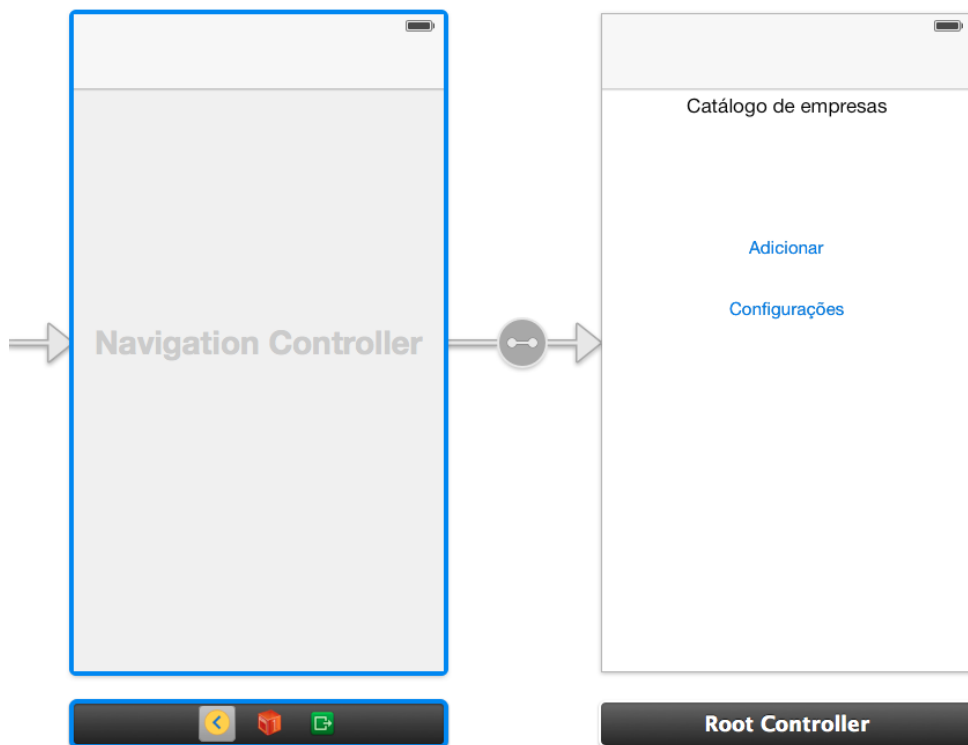 Navigation Controller
Catálogo de empresas
Adicionar
Configurações
Root Controller